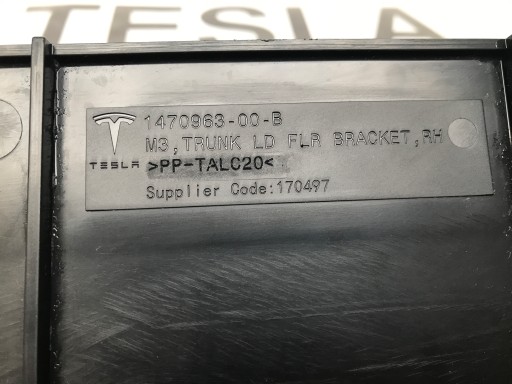 TESLA
1470963-00-B
M3,TRUNK LD FLR BRACKET,RH
TESLA >PP-TALC20<
Supplier Code:170497